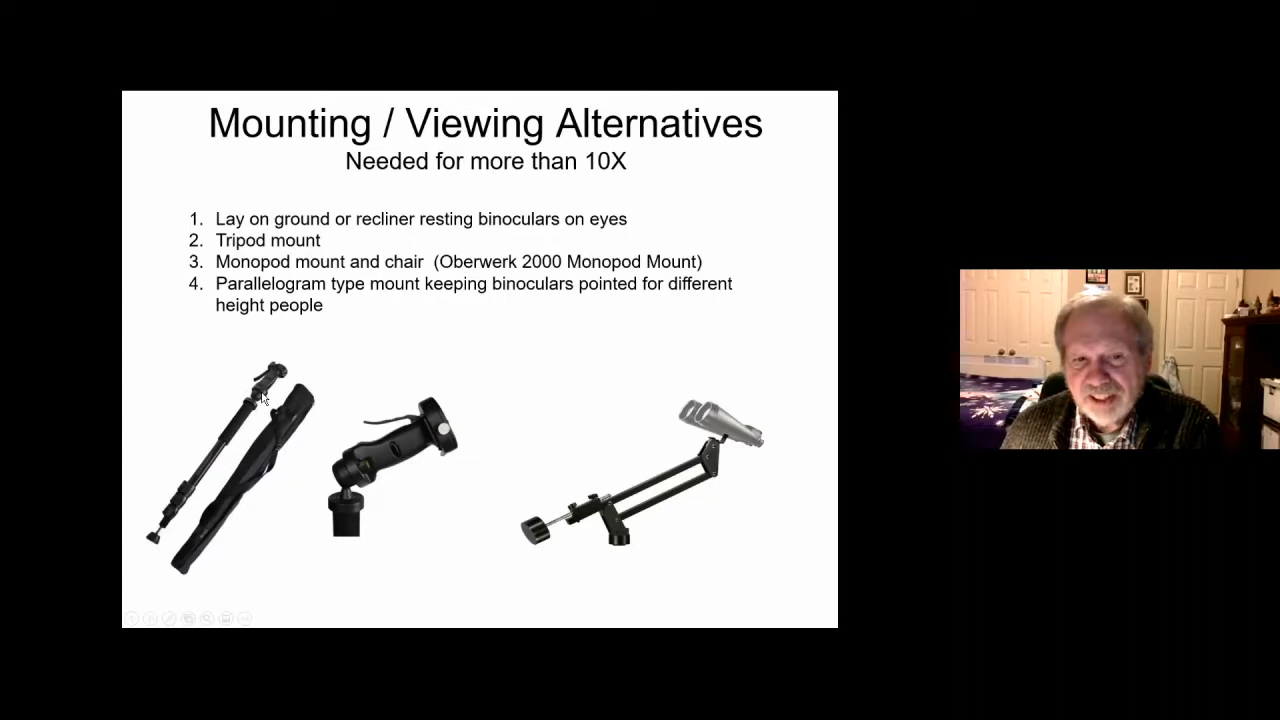 Mounting / Viewing Alternatives
Needed for more than 10X
1. Lay on ground or recliner resting binoculars on eyes
2. Tripod mount
3. Monopod mount and chair (Oberwerk 2000 Monopod Mount)
4. Parallelogram type mount keeping binoculars pointed for different
height people